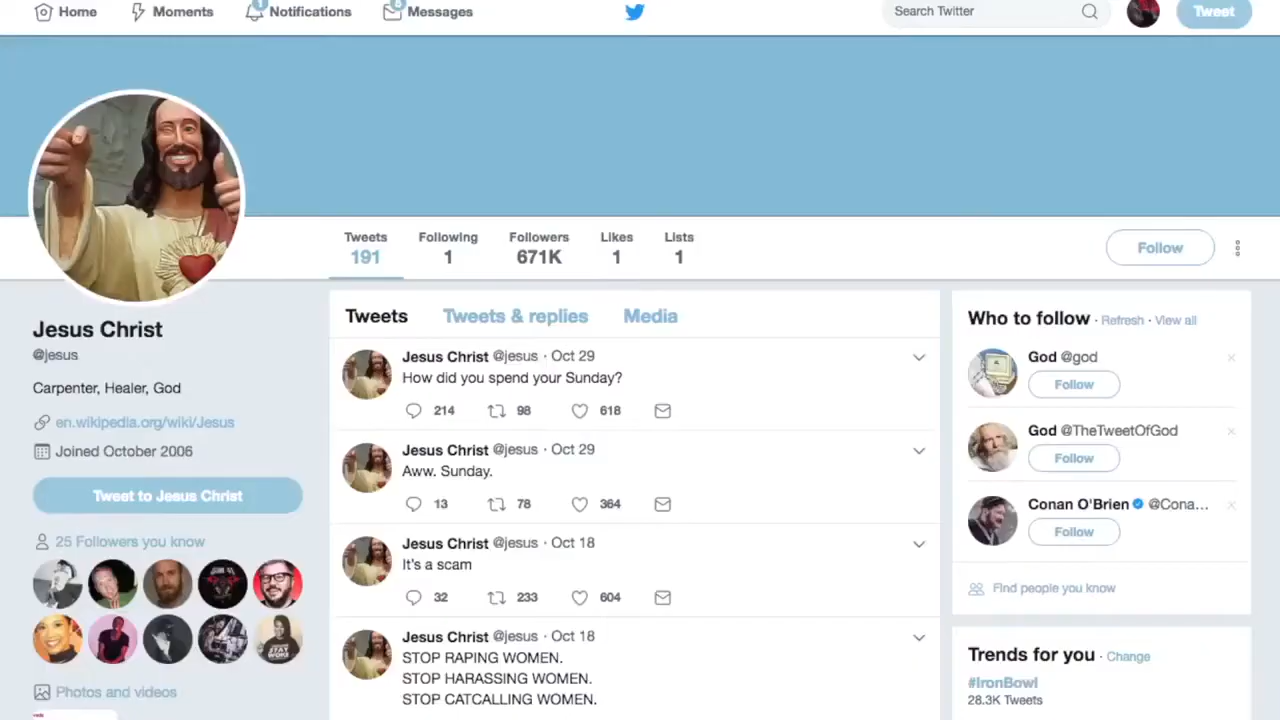 Home Moments Notifications Messages Search Twitter Tweet
Tweets Following Followers Likes Lists
191 1 671K 1 1
Follow
Jesus Christ
@jesus
Carpenter, Healer, God
en.wikipedia.org/wiki/Jesus
Joined October 2006
Tweet to Jesus Christ
25 Followers you know
Photos and videos
Tweets Tweets & replies Media
Jesus Christ @jesus · Oct 29
How did you spend your Sunday?
214 98 618
Jesus Christ @jesus · Oct 29
Aww. Sunday.
13 78 364
Jesus Christ @jesus · Oct 18
It's a scam
32 233 604
Jesus Christ @jesus · Oct 18
STOP RAPING WOMEN.
STOP HARASSING WOMEN.
STOP CATCALLING WOMEN.
Who to follow · Refresh · View all
God @god
Follow
God @TheTweetOfGod
Follow
Conan O'Brien @Cona...
Follow
Find people you know
Trends for you · Change
#IronBowl
28.3K Tweets